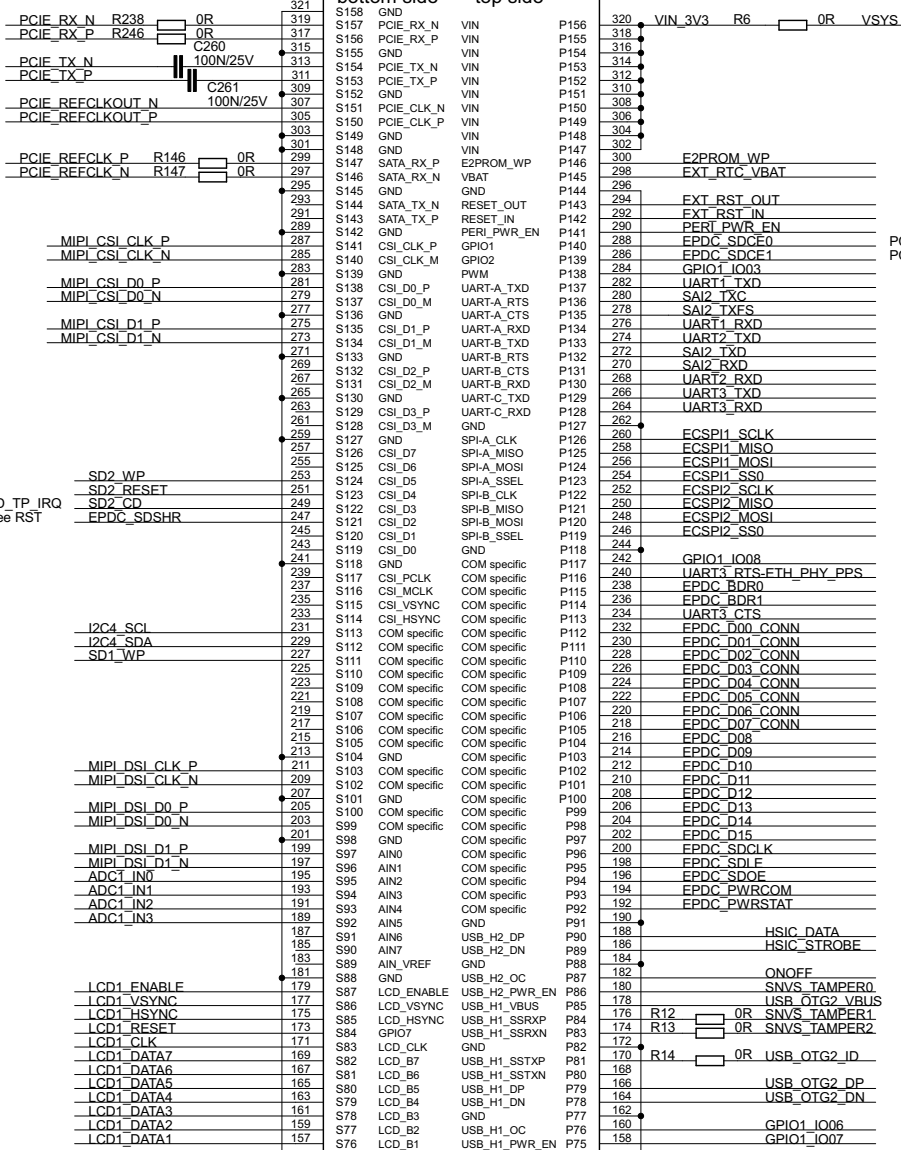 321 bottom side top side
S158 GND
PCIE_RX_N R238 0R 319 S157 PCIE_RX_N VIN P156 320 VIN_3V3 R6 0R VSYS
PCIE_RX_P R246 0R 317 S156 PCIE_RX_P VIN P155 318
C260 315 S155 GND VIN P154 316
PCIE_TX_N 100N/25V 313 S154 PCIE_TX_N VIN P153 314
PCIE_TX_P 311 S153 PCIE_TX_P VIN P152 312
C261 309 S152 GND VIN P151 310
PCIE_REFCLKOUT_N 100N/25V 307 S151 PCIE_CLK_N VIN P150 308
PCIE_REFCLKOUT_P 305 S150 PCIE_CLK_P VIN P149 306
303 S149 GND VIN P148 304
301 S148 GND VIN P147 302
PCIE_REFCLK_P R146 0R 299 S147 SATA_RX_P E2PROM_WP P146 300 E2PROM_WP
PCIE_REFCLK_N R147 0R 297 S146 SATA_RX_N VBAT P145 298 EXT_RTC_VBAT
295 S145 GND GND P144 296
293 S144 SATA_TX_N RESET_OUT P143 294 EXT_RST_OUT
291 S143 SATA_TX_P RESET_IN P142 292 EXT_RST_IN
289 S142 GND PERI_PWR_EN P141 290 PERI_PWR_EN
MIPI_CSI_CLK_P 287 S141 CSI_CLK_P GPIO1 P140 288 EPDC_SDCE0
MIPI_CSI_CLK_N 285 S140 CSI_CLK_M GPIO2 P139 286 EPDC_SDCE1
283 S139 GND PWM P138 284 GPIO1_IO03
MIPI_CSI_D0_P 281 S138 CSI_D0_P UART-A_TXD P137 282 UART1_TXD
MIPI_CSI_D0_N 279 S137 CSI_D0_M UART-A_RTS P136 280 SAI2_TXC
277 S136 GND UART-A_CTS P135 278 SAI2_TXFS
MIPI_CSI_D1_P 275 S135 CSI_D1_P UART-A_RXD P134 276 UART1_RXD
MIPI_CSI_D1_N 273 S134 CSI_D1_M UART-B_TXD P133 274 UART2_TXD
271 S133 GND UART-B_RTS P132 272 SAI2_TXD
269 S132 CSI_D2_P UART-B_CTS P131 270 SAI2_RXD
267 S131 CSI_D2_M UART-B_RXD P130 268 UART2_RXD
265 S130 GND UART-C_TXD P129 266 UART3_TXD
263 S129 CSI_D3_P UART-C_RXD P128 264 UART3_RXD
261 S128 CSI_D3_M GND P127 262
259 S127 GND SPI-A_CLK P126 260 ECSPI1_SCLK
257 S126 CSI_D7 SPI-A_MISO P125 258 ECSPI1_MISO
255 S125 CSI_D6 SPI-A_MOSI P124 256 ECSPI1_MOSI
SD2_WP 253 S124 CSI_D5 SPI-A_SSEL P123 254 ECSPI1_SS0
SD2_RESET 251 S123 CSI_D4 SPI-B_CLK P122 252 ECSPI2_SCLK
_TP_IRQ SD2_CD 249 S122 CSI_D3 SPI-B_MISO P121 250 ECSPI2_MISO
RST EPDC_SDSHR 247 S121 CSI_D2 SPI-B_MOSI P120 248 ECSPI2_MOSI
245 S120 CSI_D1 SPI-B_SSEL P119 246 ECSPI2_SS0
243 S119 CSI_D0 GND P118 244
241 S118 GND COM specific P117 242 GPIO1_IO08
239 S117 CSI_PCLK COM specific P116 240 UART3_RTS-ETH_PHY_PPS
237 S116 CSI_MCLK COM specific P115 238 EPDC_BDR0
235 S115 CSI_VSYNC COM specific P114 236 EPDC_BDR1
233 S114 CSI_HSYNC COM specific P113 234 UART3_CTS
I2C4_SCL 231 S113 COM specific COM specific P112 232 EPDC_D00_CONN
I2C4_SDA 229 S112 COM specific COM specific P111 230 EPDC_D01_CONN
SD1_WP 227 S111 COM specific COM specific P110 228 EPDC_D02_CONN
225 S110 COM specific COM specific P109 226 EPDC_D03_CONN
223 S109 COM specific COM specific P108 224 EPDC_D04_CONN
221 S108 COM specific COM specific P107 222 EPDC_D05_CONN
219 S107 COM specific COM specific P106 220 EPDC_D06_CONN
217 S106 COM specific COM specific P105 218 EPDC_D07_CONN
215 S105 COM specific COM specific P104 216 EPDC_D08
213 S104 GND COM specific P103 214 EPDC_D09
MIPI_DSI_CLK_P 211 S103 COM specific COM specific P102 212 EPDC_D10
MIPI_DSI_CLK_N 209 S102 COM specific COM specific P101 210 EPDC_D11
207 S101 GND COM specific P100 208 EPDC_D12
MIPI_DSI_D0_P 205 S100 COM specific COM specific P99 206 EPDC_D13
MIPI_DSI_D0_N 203 S99 COM specific COM specific P98 204 EPDC_D14
201 S98 GND COM specific P97 202 EPDC_D15
MIPI_DSI_D1_P 199 S97 AIN0 COM specific P96 200 EPDC_SDCLK
MIPI_DSI_D1_N 197 S96 AIN1 COM specific P95 198 EPDC_SDLE
ADC1_IN0 195 S95 AIN2 COM specific P94 196 EPDC_SDOE
ADC1_IN1 193 S94 AIN3 COM specific P93 194 EPDC_PWRCOM
ADC1_IN2 191 S93 AIN4 COM specific P92 192 EPDC_PWRSTAT
ADC1_IN3 189 S92 AIN5 GND P91 190
187 S91 AIN6 USB_H2_DP P90 188 HSIC_DATA
185 S90 AIN7 USB_H2_DN P89 186 HSIC_STROBE
183 S89 AIN_VREF GND P88 184
181 S88 GND USB_H2_OC P87 182 ONOFF
LCD1_ENABLE 179 S87 LCD_ENABLE USB_H2_PWR_EN P86 180 SNVS_TAMPER0
LCD1_VSYNC 177 S86 LCD_VSYNC USB_H1_VBUS P85 178 USB_OTG2_VBUS
LCD1_HSYNC 175 S85 LCD_HSYNC USB_H1_SSRXP P84 176 R12 0R SNVS_TAMPER1
LCD1_RESET 173 S84 GPIO7 USB_H1_SSRXN P83 174 R13 0R SNVS_TAMPER2
LCD1_CLK 171 S83 LCD_CLK GND P82 172
LCD1_DATA7 169 S82 LCD_B7 USB_H1_SSTXP P81 170 R14 0R USB_OTG2_ID
LCD1_DATA6 167 S81 LCD_B6 USB_H1_SSTXN P80 168
LCD1_DATA5 165 S80 LCD_B5 USB_H1_DP P79 166 USB_OTG2_DP
LCD1_DATA4 163 S79 LCD_B4 USB_H1_DN P78 164 USB_OTG2_DN
LCD1_DATA3 161 S78 LCD_B3 GND P77 162
LCD1_DATA2 159 S77 LCD_B2 USB_H1_OC P76 160 GPIO1_IO06
LCD1_DATA1 157 S76 LCD_B1 USB_H1_PWR_EN P75 158 GPIO1_IO07